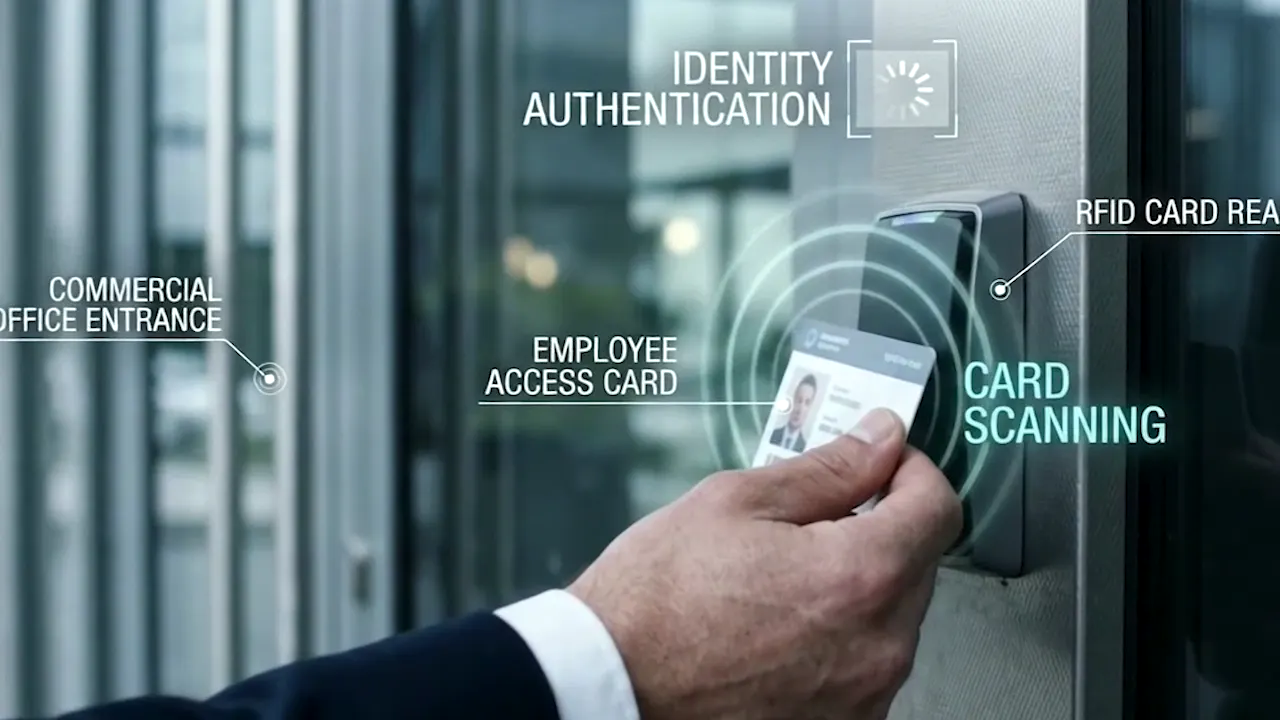 IDENTITY
AUTHENTICATION
RFID CARD REA
COMMERCIAL
OFFICE ENTRANCE
EMPLOYEE
ACCESS CARD
CARD
SCANNING